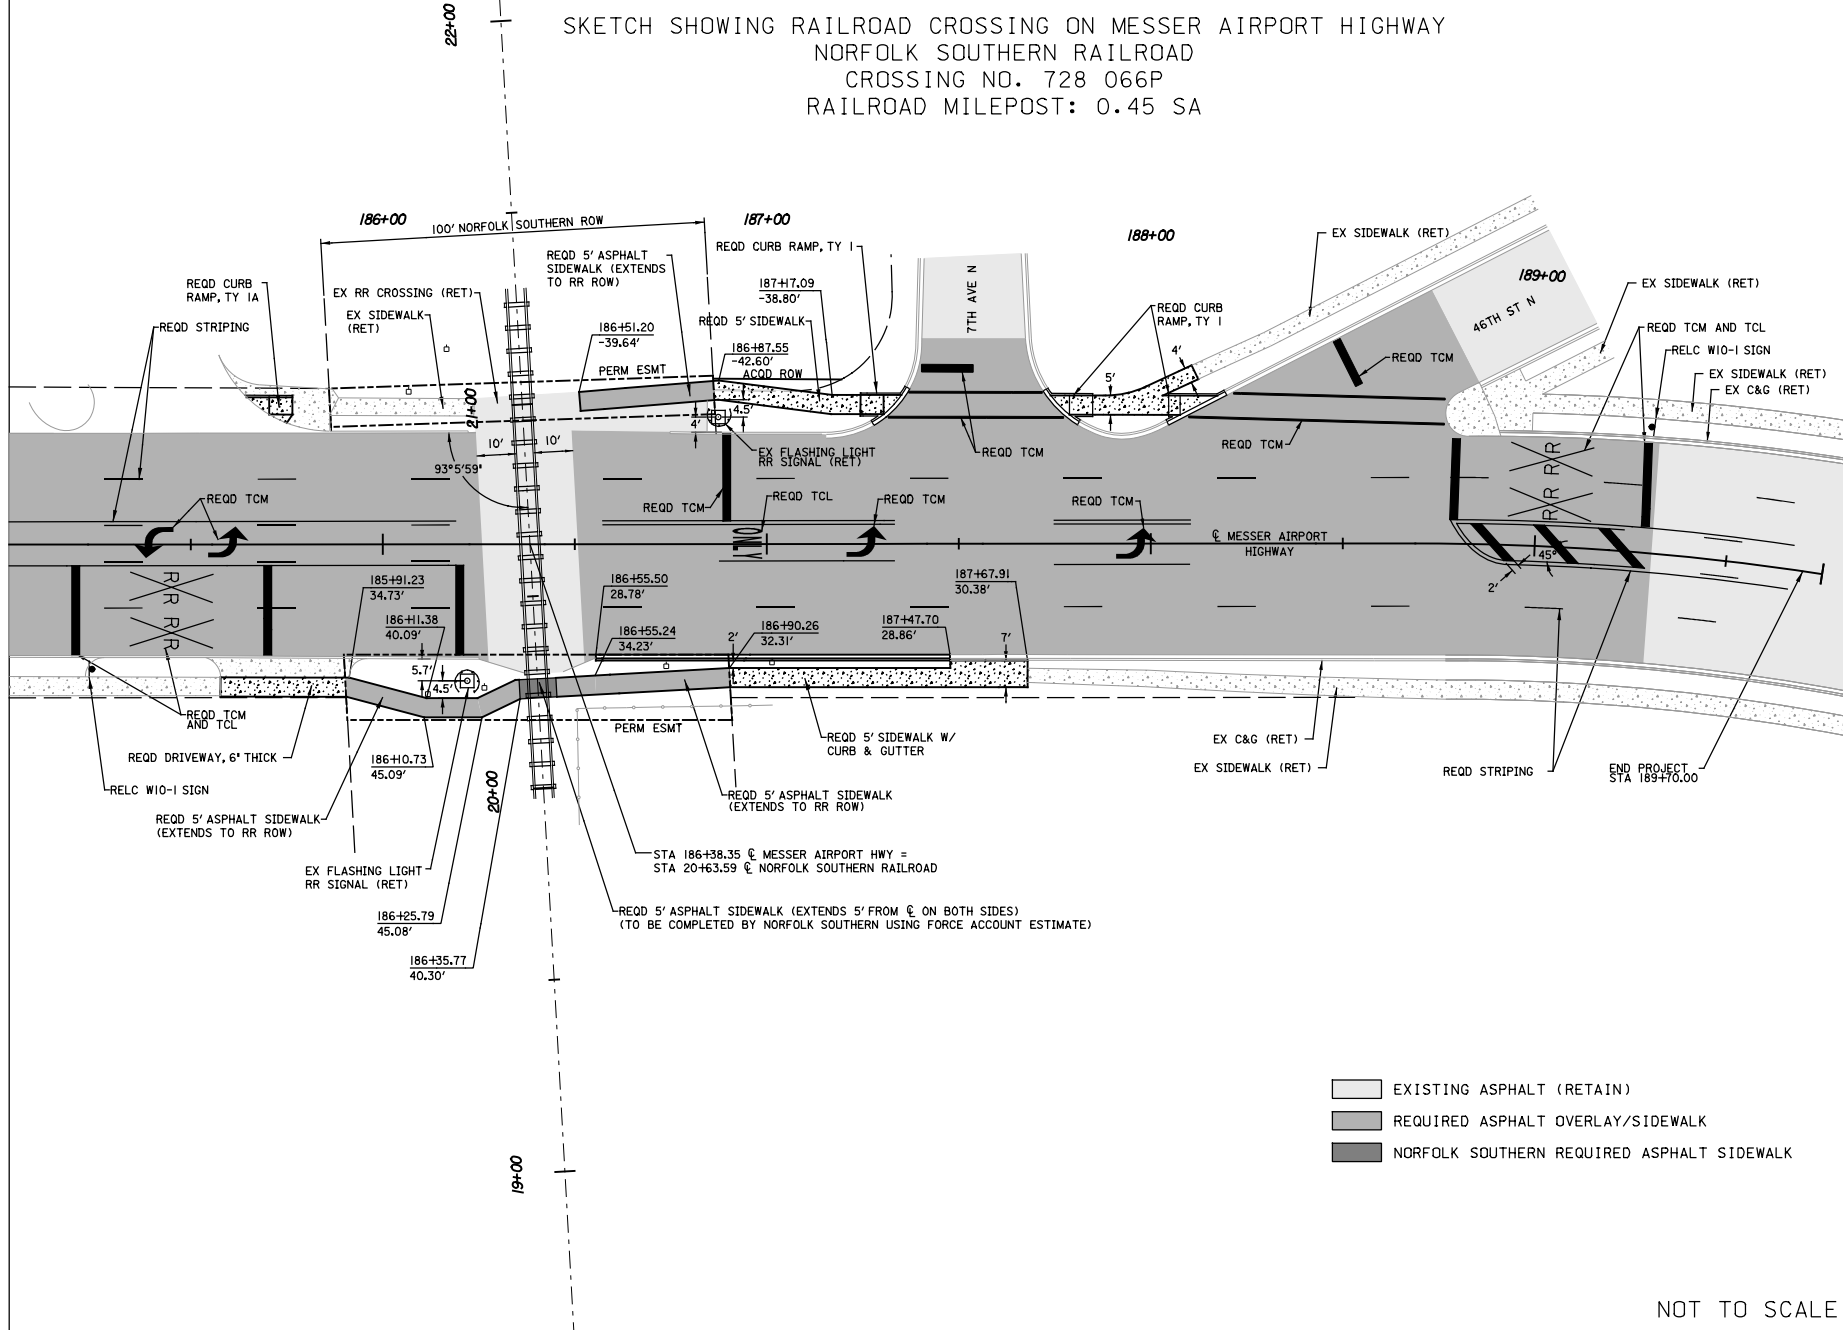 22+00
SKETCH SHOWING RAILROAD CROSSING ON MESSER AIRPORT HIGHWAY
NORFOLK SOUTHERN RAILROAD
CROSSING NO. 728 066P
RAILROAD MILEPOST: 0.45 SA
186+00
100' NORFOLK SOUTHERN ROW
187+00
188+00
189+00
REQD CURB
RAMP, TY 1A
REQD STRIPING
EX RR CROSSING (RET)
EX SIDEWALK
(RET)
REQD 5' ASPHALT
SIDEWALK (EXTENDS
TO RR ROW)
REQD CURB RAMP, TY 1
187+17.09
-38.80'
REQD 5' SIDEWALK
186+51.20
-39.64'
186+87.55
-42.60'
ACQD ROW
PERM ESMT
7TH AVE N
REQD CURB
RAMP, TY 1
EX SIDEWALK (RET)
46TH ST N
EX SIDEWALK (RET)
REQD TCM AND TCL
RELC W10-1 SIGN
EX SIDEWALK (RET)
EX C&G (RET)
REQD TCM
4'
5'
21+00
4.5'
4'
10'
10'
93°5'59"
EX FLASHING LIGHT
RR SIGNAL (RET)
REQD TCM
REQD TCM
REQD TCM
REQD TCM
REQD TCL
REQD TCM
REQD TCM
ONLY
R R R
R R R
℄ MESSER AIRPORT
HIGHWAY
45°
2'
185+91.23
34.73'
186+11.38
40.09'
186+55.50
28.78'
186+55.24
34.23'
2'
186+90.26
32.31'
187+47.70
28.86'
187+67.91
30.38'
7'
5.7'
4.5'
REQD TCM
AND TCL
REQD DRIVEWAY, 6" THICK
RELC W10-1 SIGN
REQD 5' ASPHALT SIDEWALK
(EXTENDS TO RR ROW)
186+10.73
45.09'
20+00
PERM ESMT
REQD 5' SIDEWALK W/
CURB & GUTTER
REQD 5' ASPHALT SIDEWALK
(EXTENDS TO RR ROW)
EX C&G (RET)
EX SIDEWALK (RET)
REQD STRIPING
END PROJECT
STA 189+70.00
EX FLASHING LIGHT
RR SIGNAL (RET)
STA 186+38.35 ℄ MESSER AIRPORT HWY =
STA 20+63.59 ℄ NORFOLK SOUTHERN RAILROAD
186+25.79
45.08'
REQD 5' ASPHALT SIDEWALK (EXTENDS 5' FROM ℄ ON BOTH SIDES)
(TO BE COMPLETED BY NORFOLK SOUTHERN USING FORCE ACCOUNT ESTIMATE)
186+35.77
40.30'
19+00
EXISTING ASPHALT (RETAIN)
REQUIRED ASPHALT OVERLAY/SIDEWALK
NORFOLK SOUTHERN REQUIRED ASPHALT SIDEWALK
NOT TO SCALE